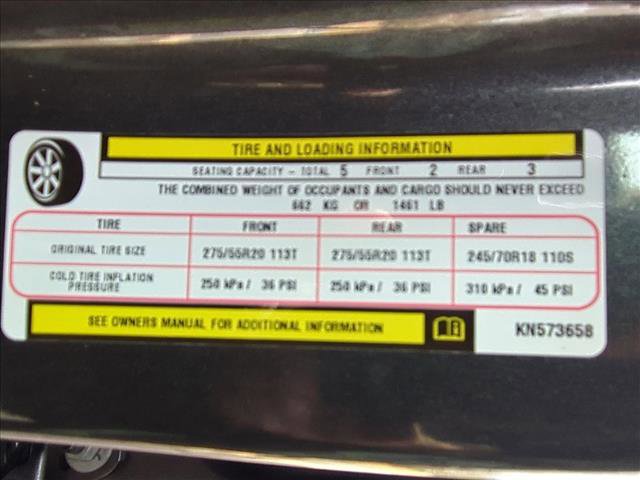 TIRE AND LOADING INFORMATION
SEATING CAPACITY - TOTAL 5 FRONT 2 REAR 3
THE COMBINED WEIGHT OF OCCUPANTS AND CARGO SHOULD NEVER EXCEED
662 KG OR 1461 LB
TIRE FRONT REAR SPARE
ORIGINAL TIRE SIZE 275/55R20 113T 275/55R20 113T 245/70R18 110S
COLD TIRE INFLATION PRESSURE 250 kPa / 36 PSI 250 kPa / 36 PSI 310 kPa / 45 PSI
SEE OWNERS MANUAL FOR ADDITIONAL INFORMATION KN573658